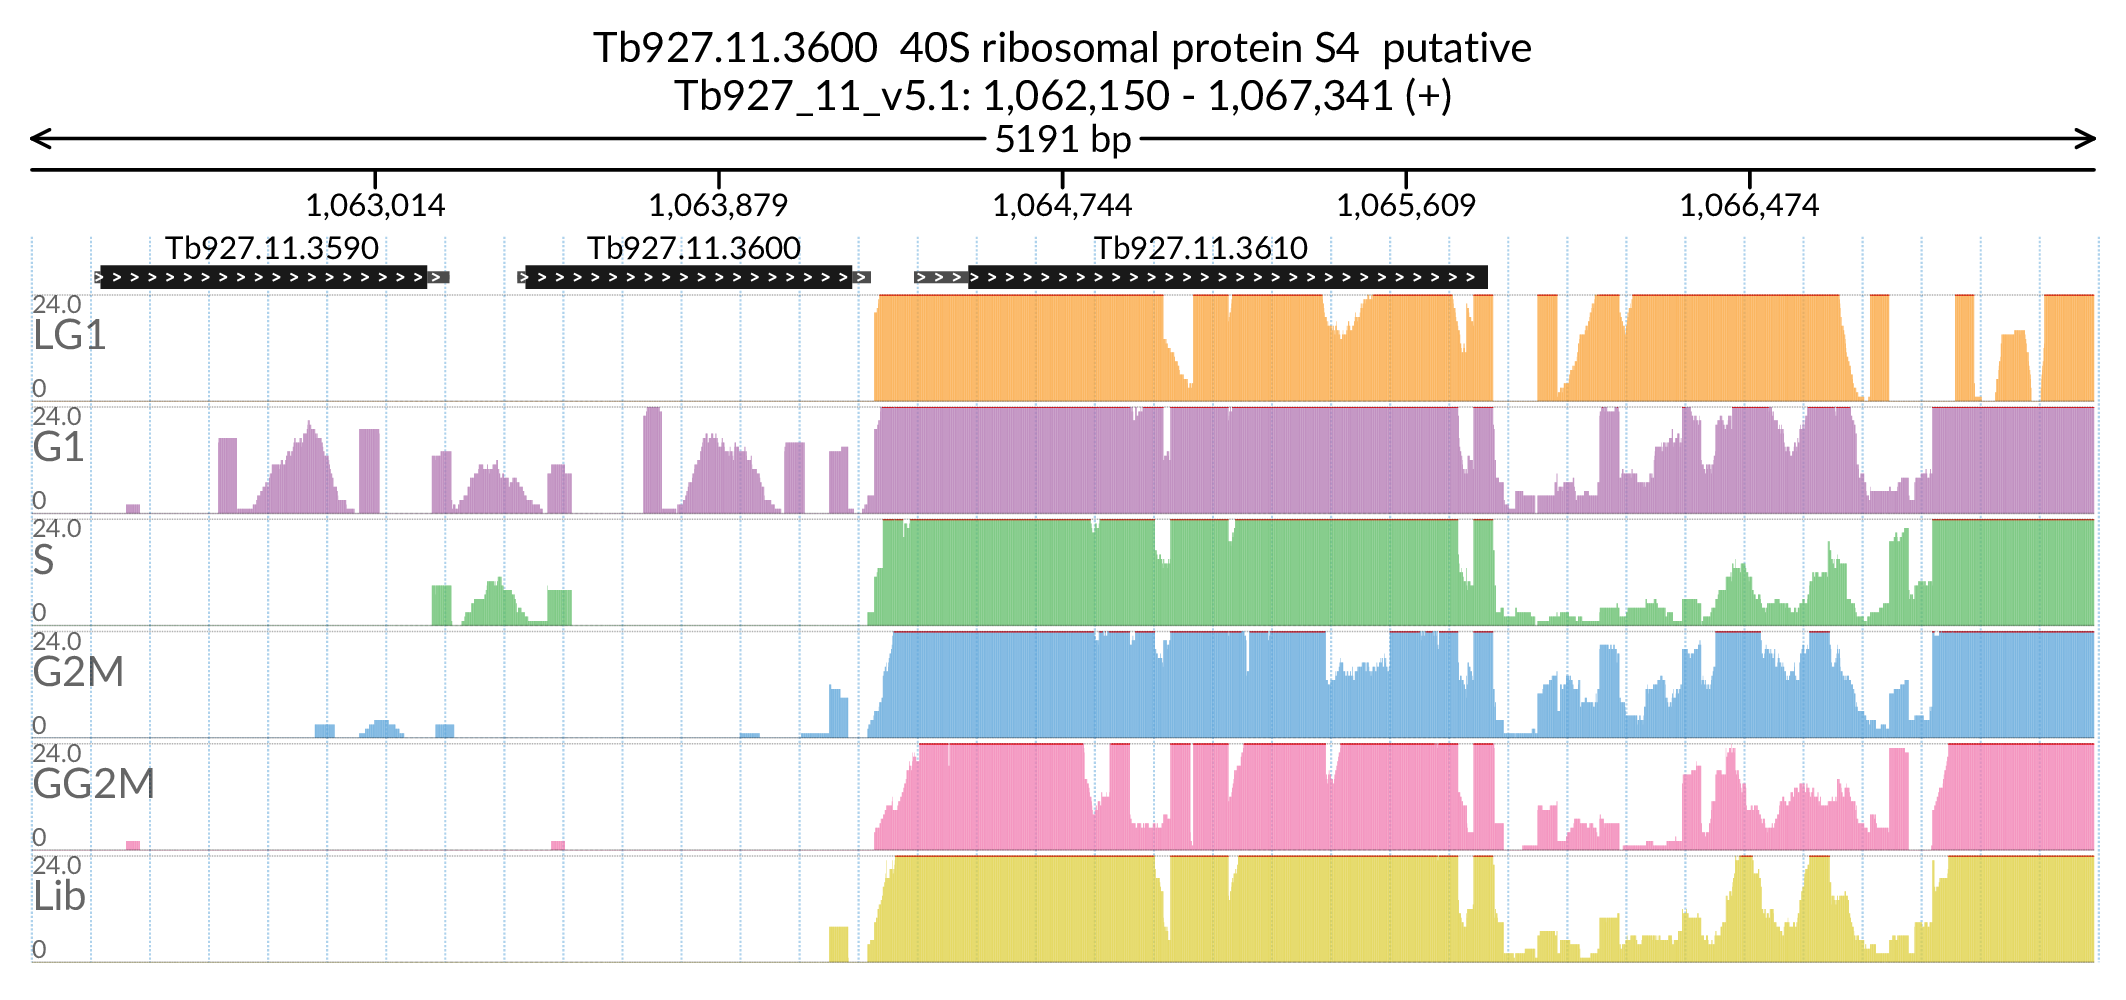 Tb927.11.3600  40S ribosomal protein S4  putative
Tb927_11_v5.1: 1,062,150 - 1,067,341 (+)
5191 bp
1,063,014 1,063,879 1,064,744 1,065,609 1,066,474
Tb927.11.3590 Tb927.11.3600 Tb927.11.3610
24.0
LG1
0
24.0
G1
0
24.0
S
0
24.0
G2M
0
24.0
GG2M
0
24.0
Lib
0